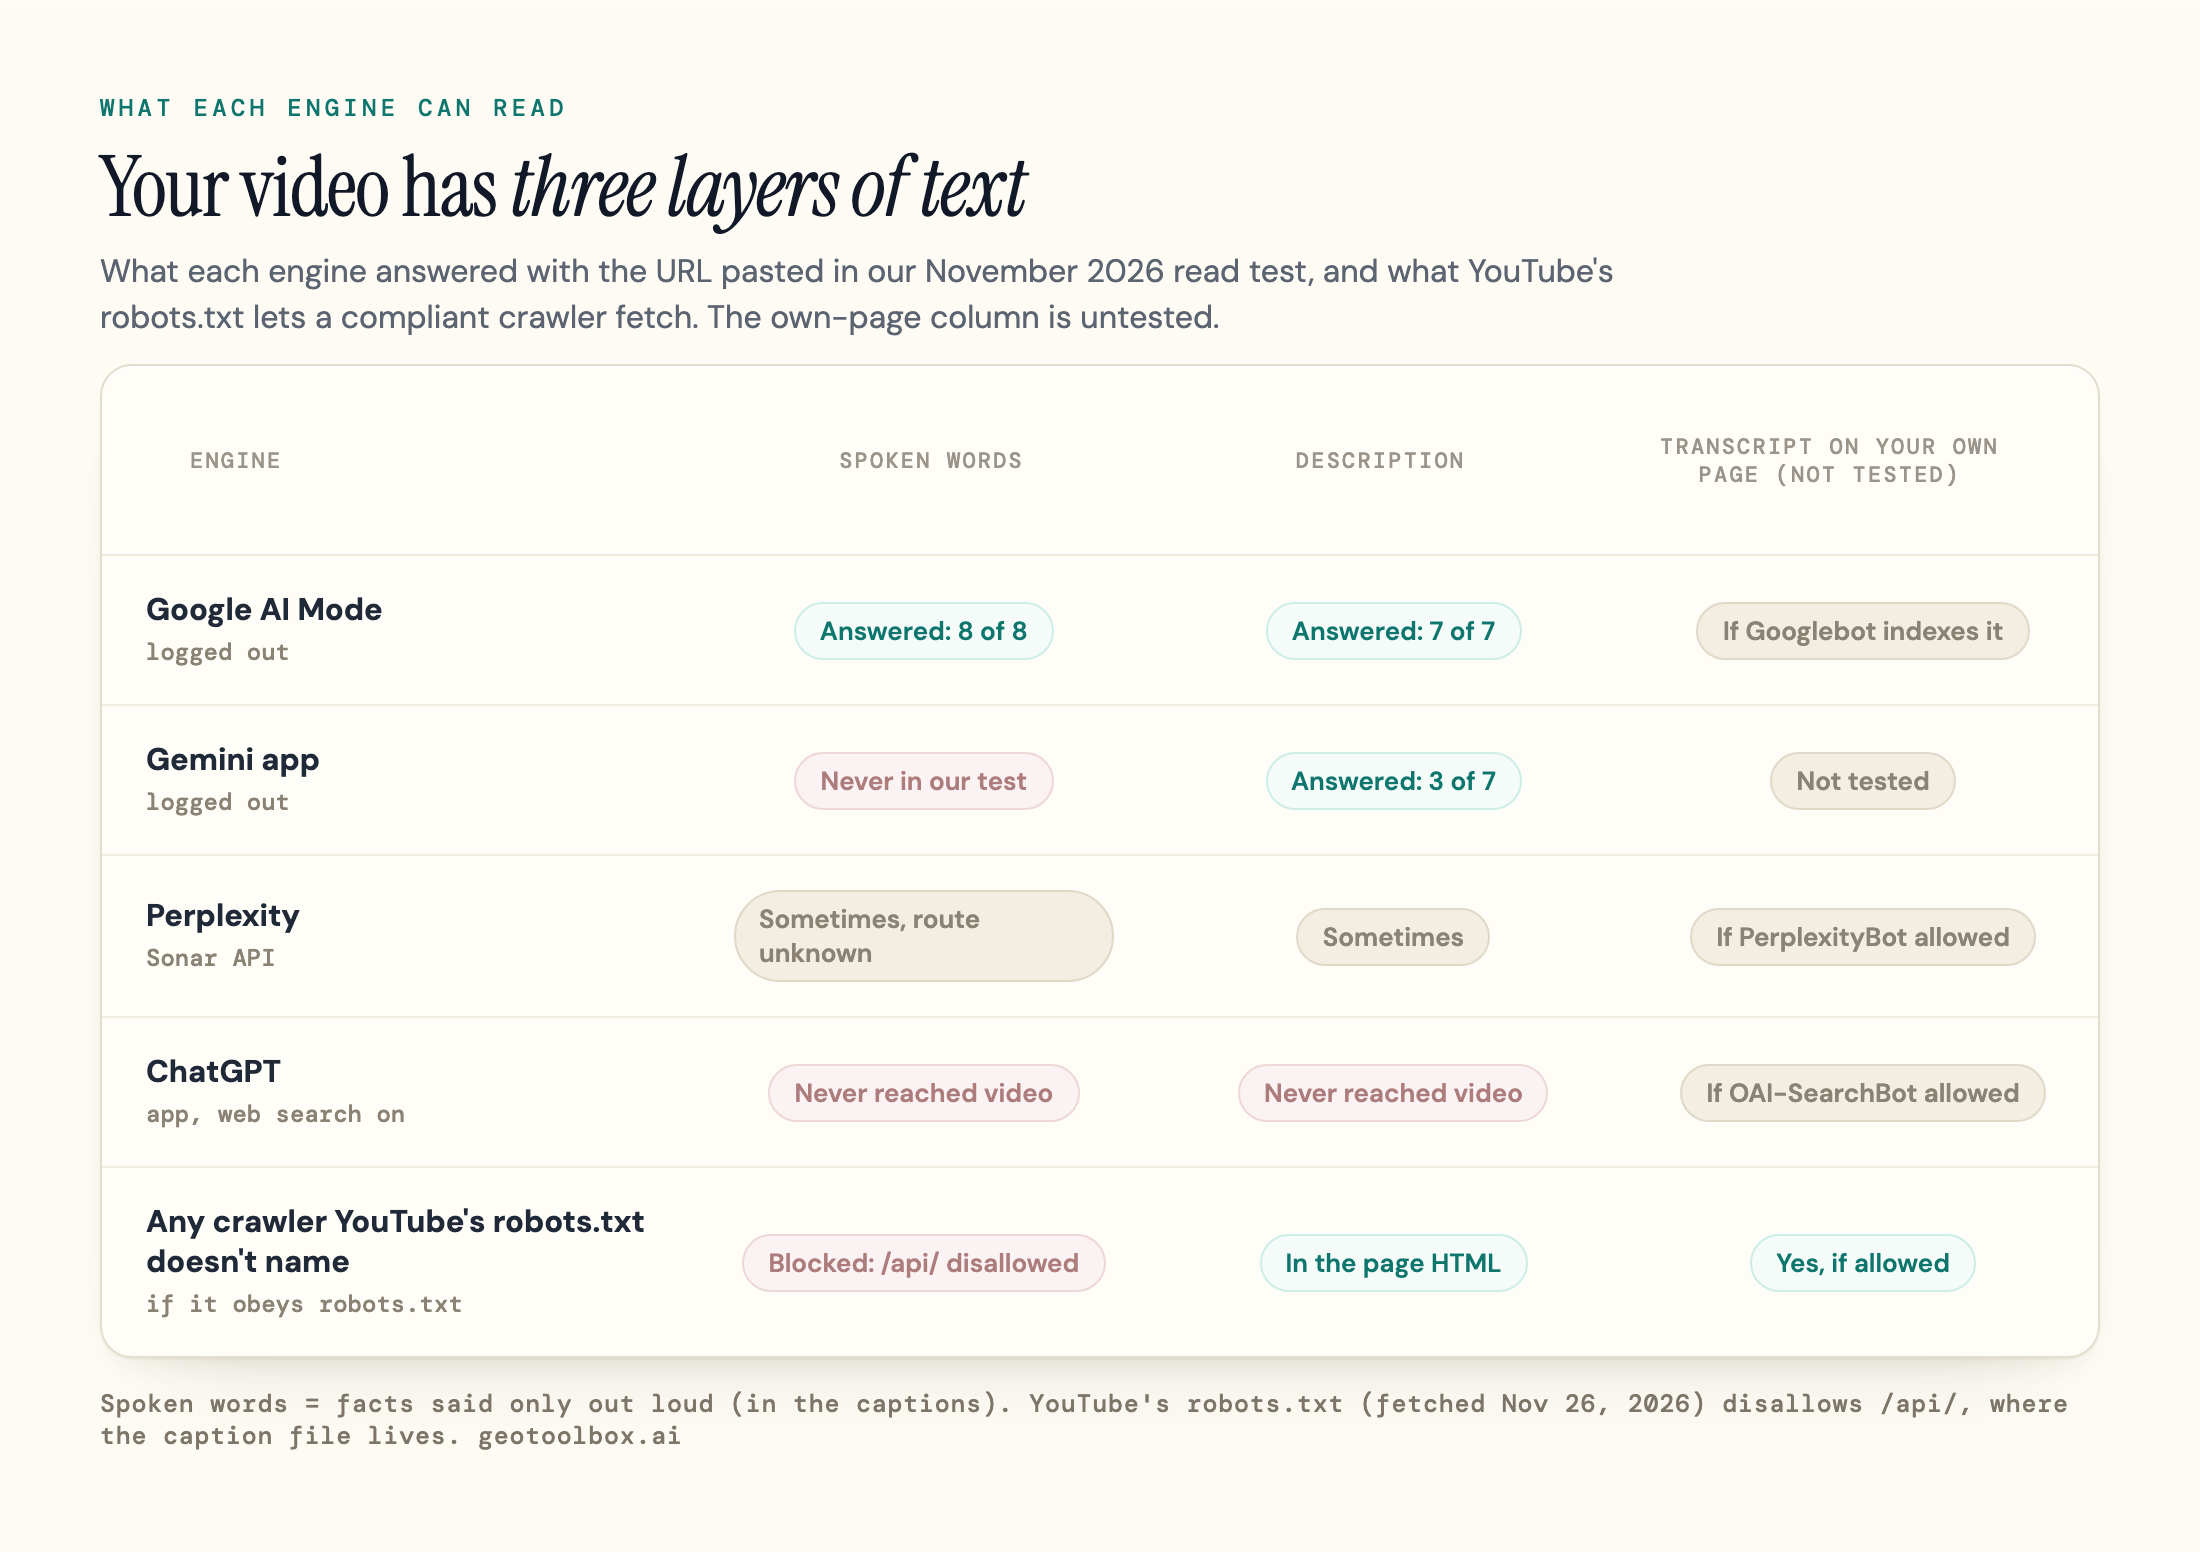 WHAT EACH ENGINE CAN READ
Your video has three layers of text
What each engine answered with the URL pasted in our November 2026 read test, and what YouTube's
robots.txt lets a compliant crawler fetch. The own-page column is untested.
ENGINE
SPOKEN WORDS
DESCRIPTION
TRANSCRIPT ON YOUR OWN
PAGE (NOT TESTED)
Google AI Mode
logged out
Answered: 8 of 8
Answered: 7 of 7
If Googlebot indexes it
Gemini app
logged out
Never in our test
Answered: 3 of 7
Not tested
Perplexity
Sonar API
Sometimes, route
unknown
Sometimes
If PerplexityBot allowed
ChatGPT
app, web search on
Never reached video
Never reached video
If OAI-SearchBot allowed
Any crawler YouTube's robots.txt
doesn't name
if it obeys robots.txt
Blocked: /api/ disallowed
In the page HTML
Yes, if allowed
Spoken words = facts said only out loud (in the captions). YouTube's robots.txt (fetched Nov 26, 2026) disallows /api/, where
the caption file lives. geotoolbox.ai